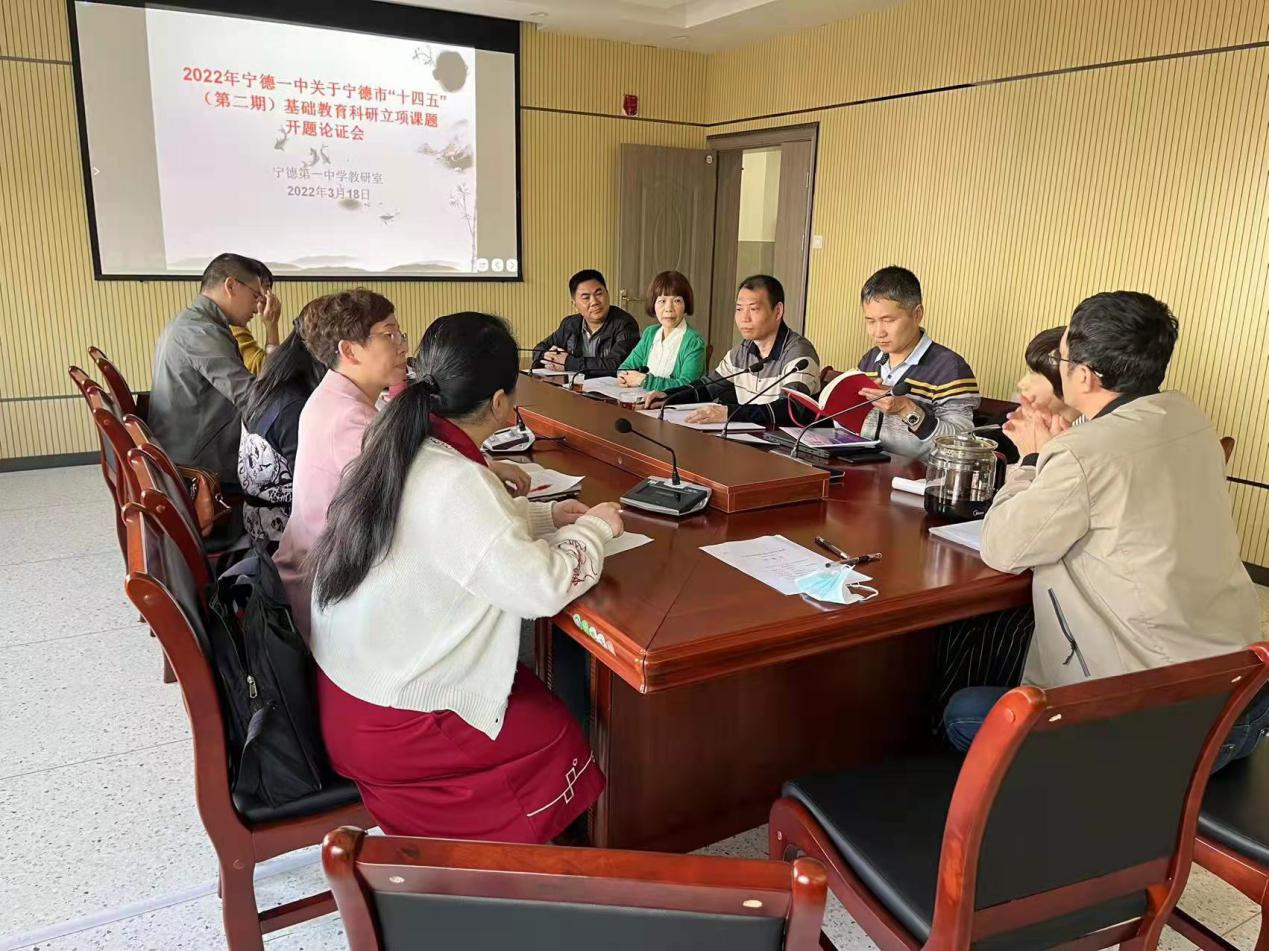 2022年宁德一中关于宁德市“十四五”
（第二期）基础教育科研立项课题
开题论证会
宁德第一中学教研室
2022年3月18日